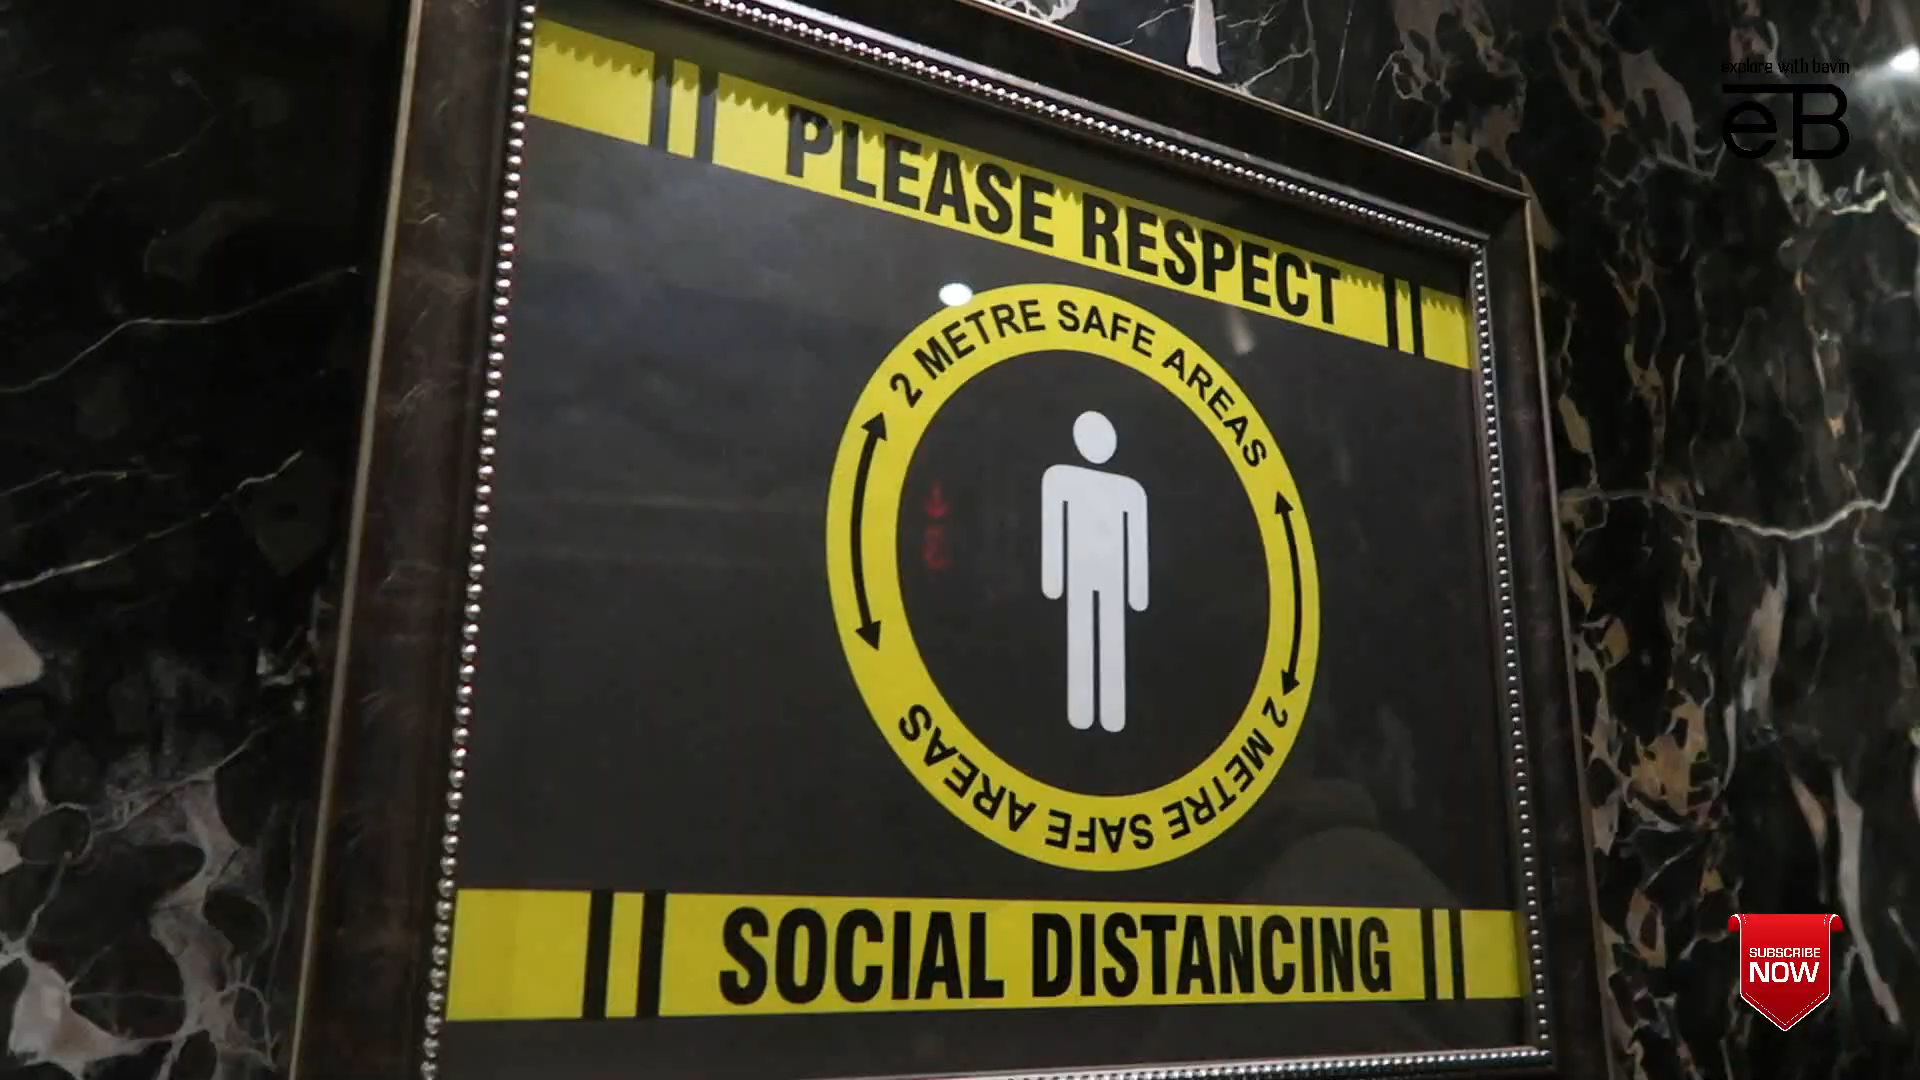 explore with bavin
eB
PLEASE RESPECT
2 METRE SAFE AREAS
2 METRE SAFE AREAS
SOCIAL DISTANCING
SUBSCRIBE
NOW